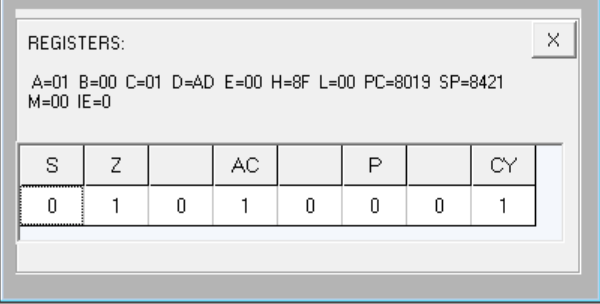 REGISTERS:
X
A=01 B=00 C=01 D=AD E=00 H=8F L=00 PC=8019 SP=8421
M=00 IE=0
S Z AC P CY
0 1 0 1 0 0 0 1